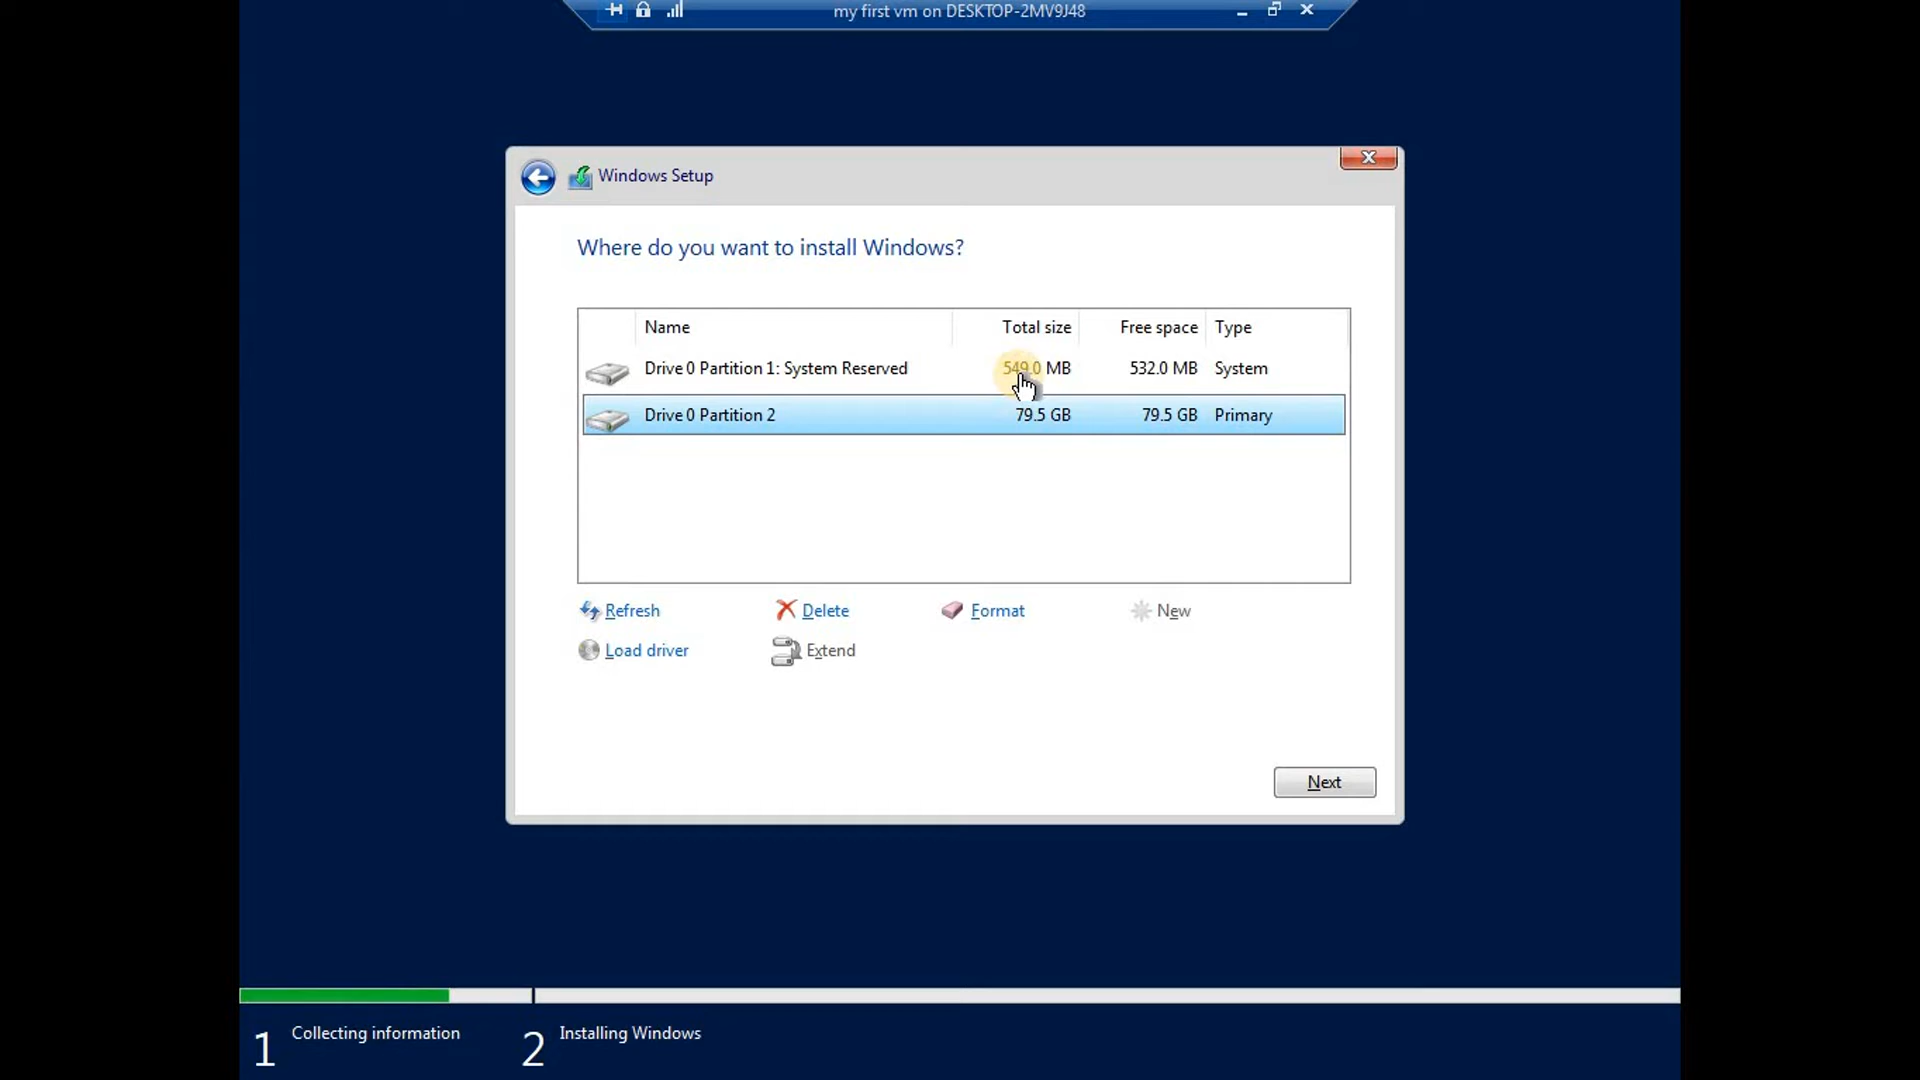 my first vm on DESKTOP-2MV9J48
Windows Setup
Where do you want to install Windows?
Name Total size Free space Type
Drive 0 Partition 1: System Reserved 549.0 MB 532.0 MB System
Drive 0 Partition 2 79.5 GB 79.5 GB Primary
Refresh Delete Format New
Load driver Extend
Next
1 Collecting information 2 Installing Windows